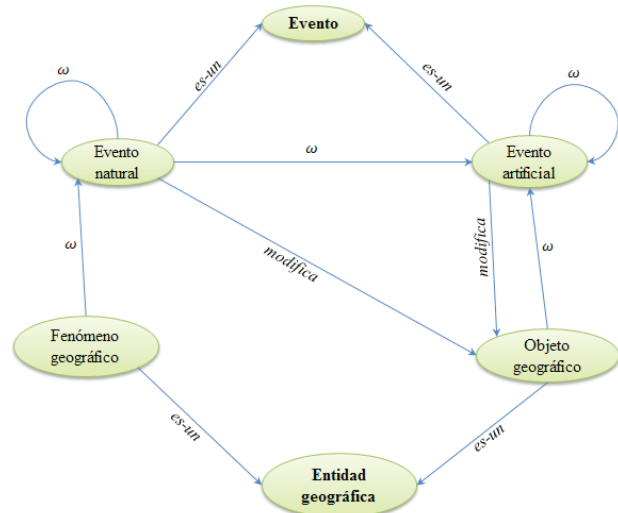 Evento
es-un
es-un
ω
ω
Evento
natural
ω
Evento
artificial
modifica
modifica
ω
ω
Fenómeno
geográfico
Objeto
geográfico
es-un
es-un
Entidad
geográfica